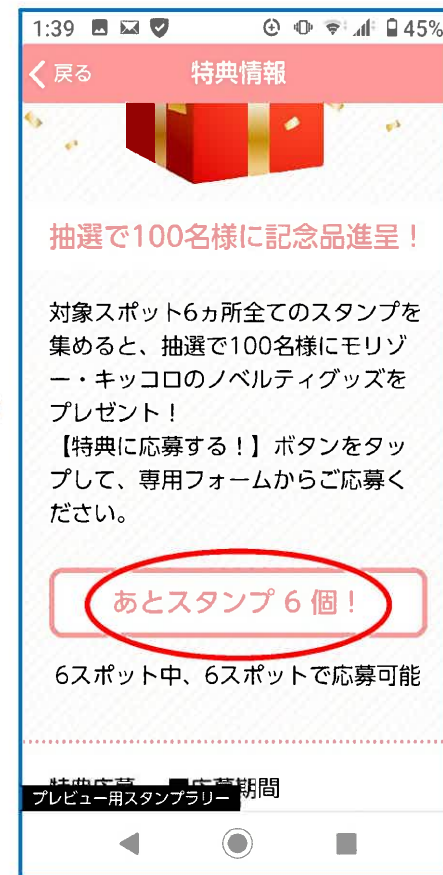 1:39 45%
戻る 特典情報
抽選で100名様に記念品進呈！
対象スポット6ヵ所全てのスタンプを
集めると、抽選で100名様にモリゾ
ー・キッコロのノベルティグッズを
プレゼント！
【特典に応募する！】ボタンをタッ
プして、専用フォームからご応募く
ださい。
あとスタンプ 6 個！
6スポット中、6スポットで応募可能
特典応募 ■応募期間
プレビュー用スタンプラリー